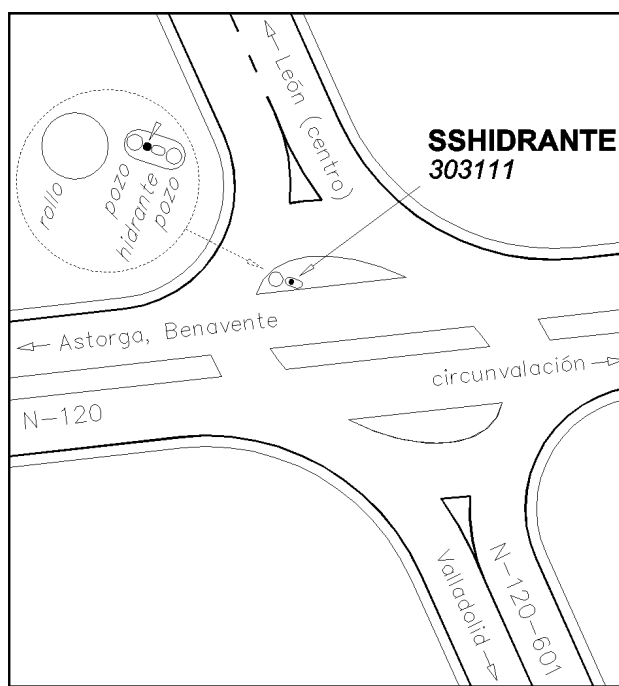 León (centro)
SSHIDRANTE
303111
rollo
pozo
hidrante
pozo
Astorga, Benavente
circunvalación
N-120
Valladolid
N-120-601